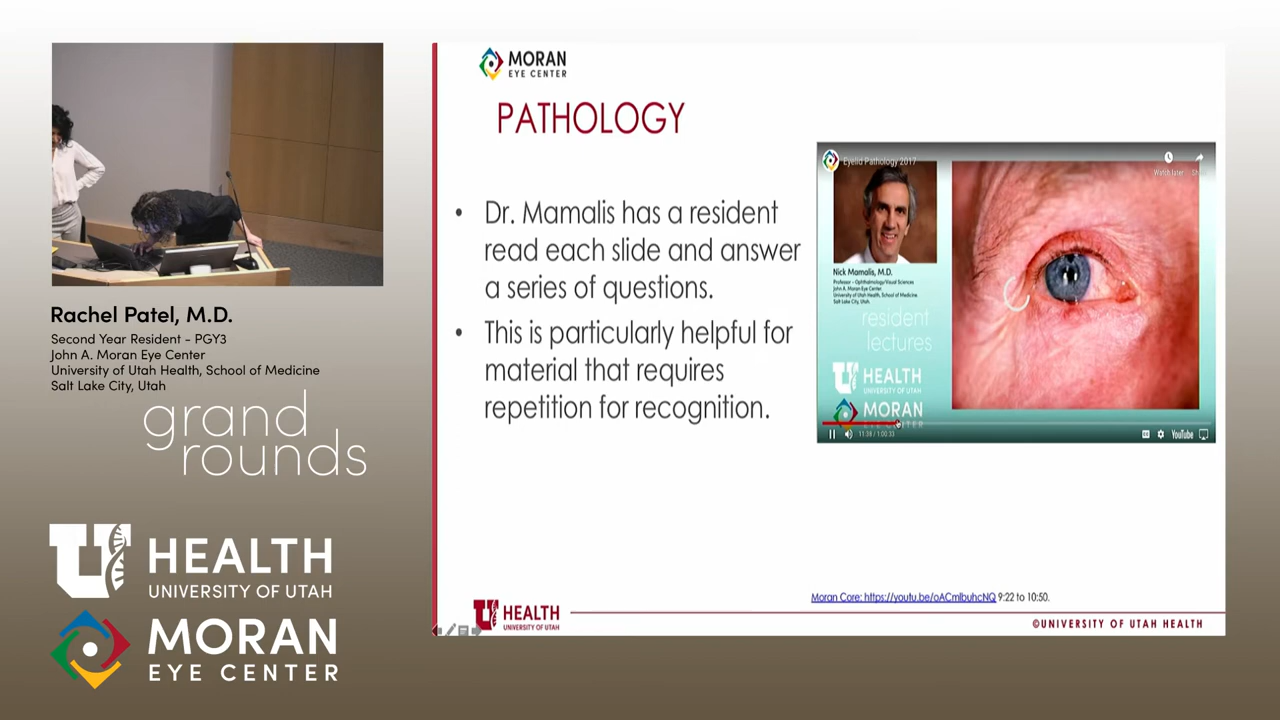 Rachel Patel, M.D.
Second Year Resident - PGY3
John A. Moran Eye Center
University of Utah Health, School of Medicine
Salt Lake City, Utah
grand
rounds
U HEALTH
UNIVERSITY OF UTAH
MORAN
EYE CENTER
MORAN
EYE CENTER
PATHOLOGY
• Dr. Mamalis has a resident
read each slide and answer
a series of questions.
• This is particularly helpful for
material that requires
repetition for recognition.
Eyelid Pathology 2017
Watch later
Nick Mamalis, M.D.
Professor - Ophthalmology/Visual Sciences
John A. Moran Eye Center
University of Utah Health, School of Medicine
Salt Lake City, Utah
resident
lectures
U HEALTH
UNIVERSITY OF UTAH
MORAN
11:38 / 1:00:33
YouTube
Moran Core: https://youtu.be/oACmlbuhcNQ 9:22 to 10:50.
U HEALTH
UNIVERSITY OF UTAH
©UNIVERSITY OF UTAH HEALTH